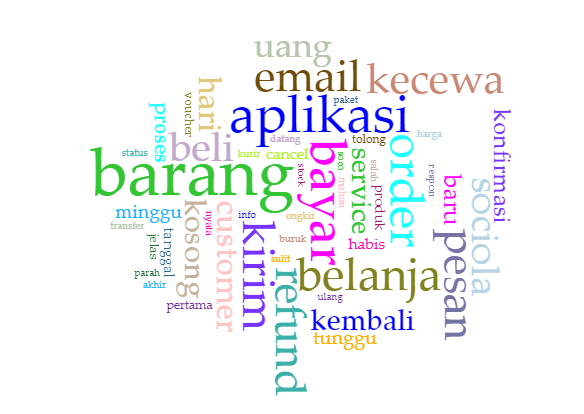 uang
email
kecewa
aplikasi
paket
hari
voucher
proses
konfirmasi
beli
datang
tolong
harga
status
kurir
cancel
barang
bayar
service
order
stock
soco
mohon
salah
produk
respon
baru
sociola
minggu
kosong
nyata
customer
info
ongkir
transfer
jelas
tanggal
kirim
buruk
habis
pesan
parah
akhir
sulit
refund
belanja
pertama
ulang
kembali
tunggu